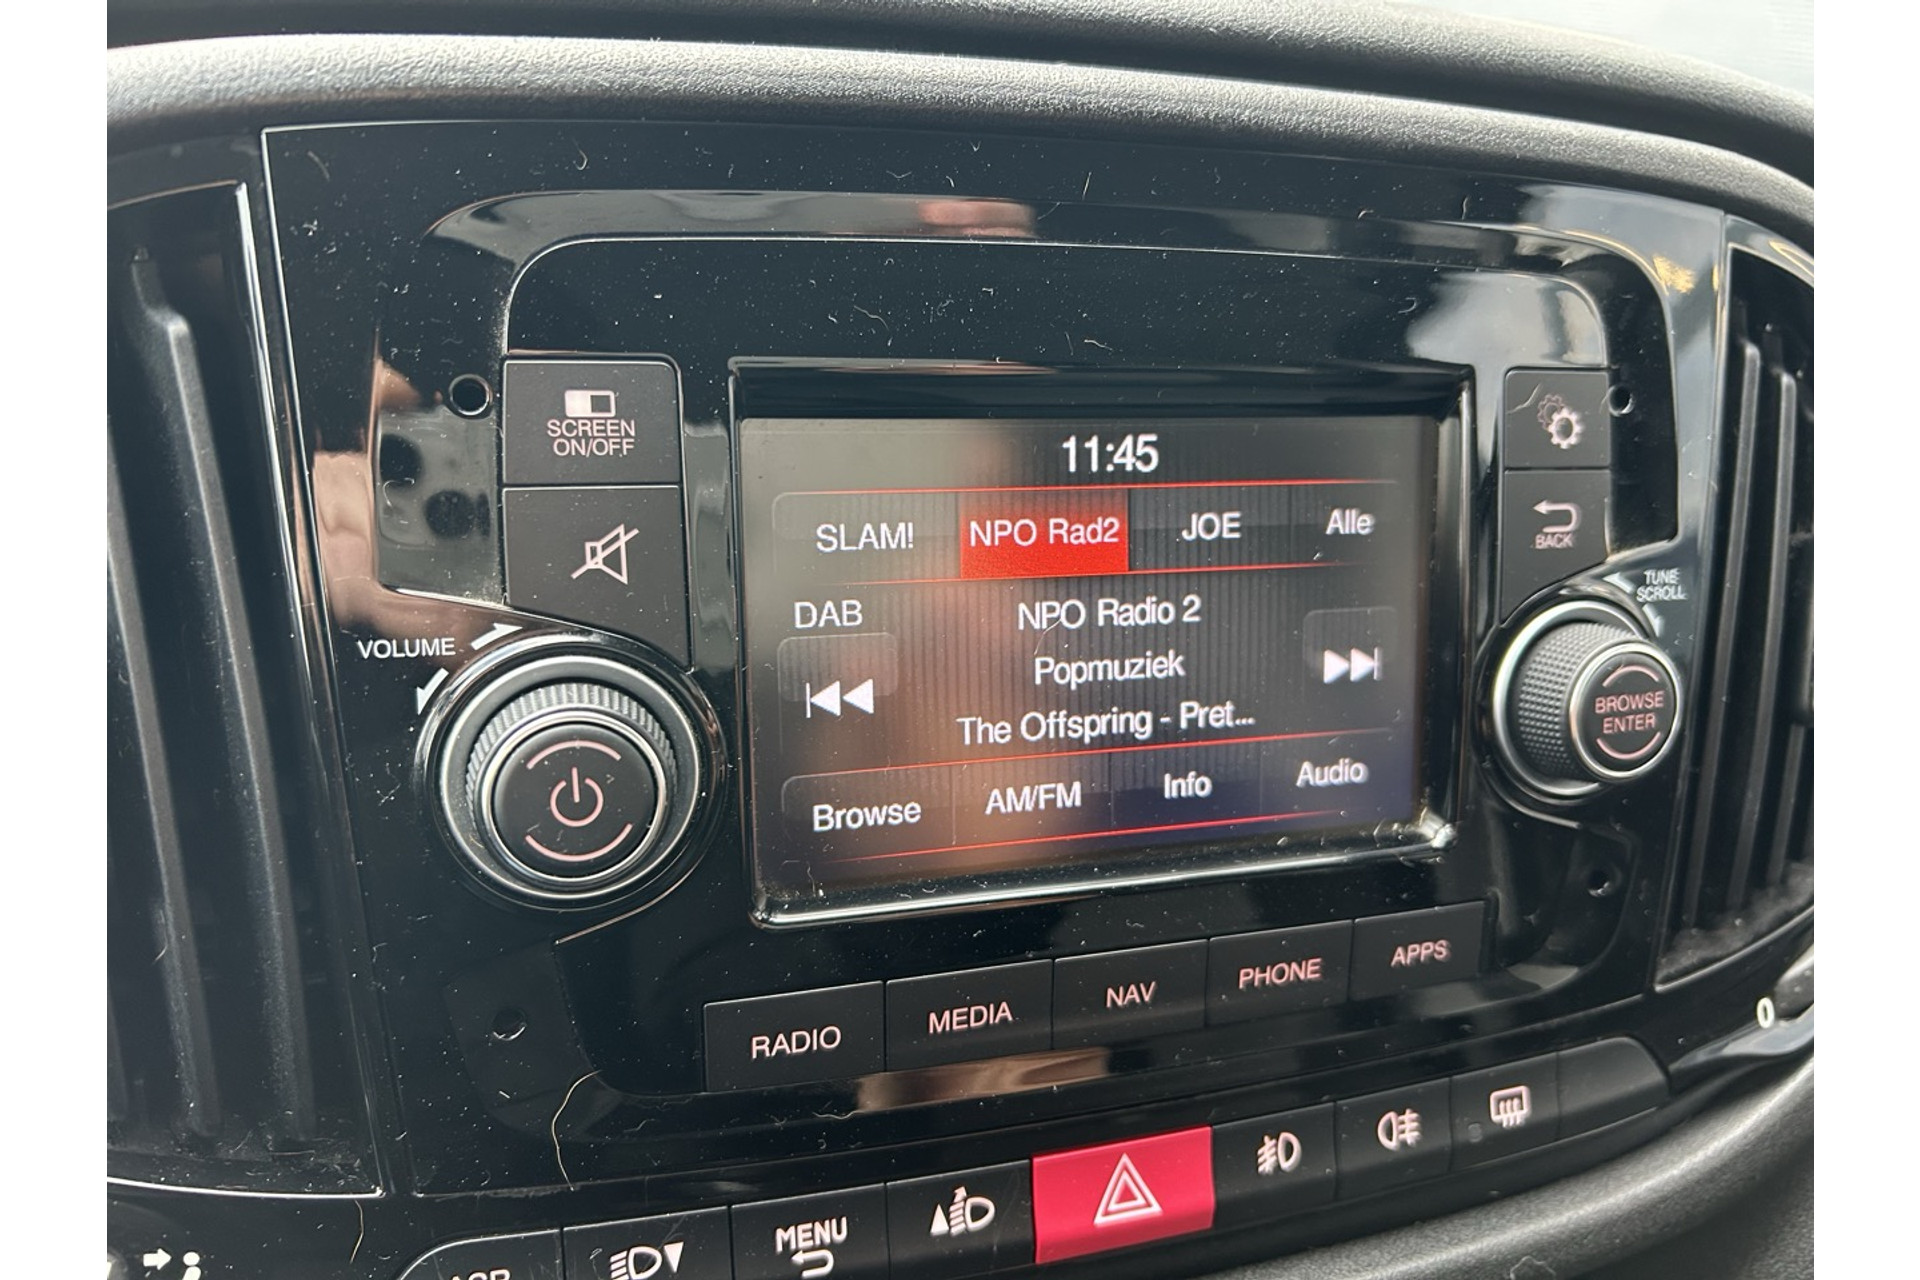 SCREEN
ON/OFF
VOLUME
11:45
SLAM!
NPO Rad2
JOE
Alle
DAB
NPO Radio 2
Popmuziek
The Offspring - Pret...
Browse
AM/FM
Info
Audio
BACK
TUNE
SCROLL
BROWSE
ENTER
RADIO
MEDIA
NAV
PHONE
APPS
0
MENU